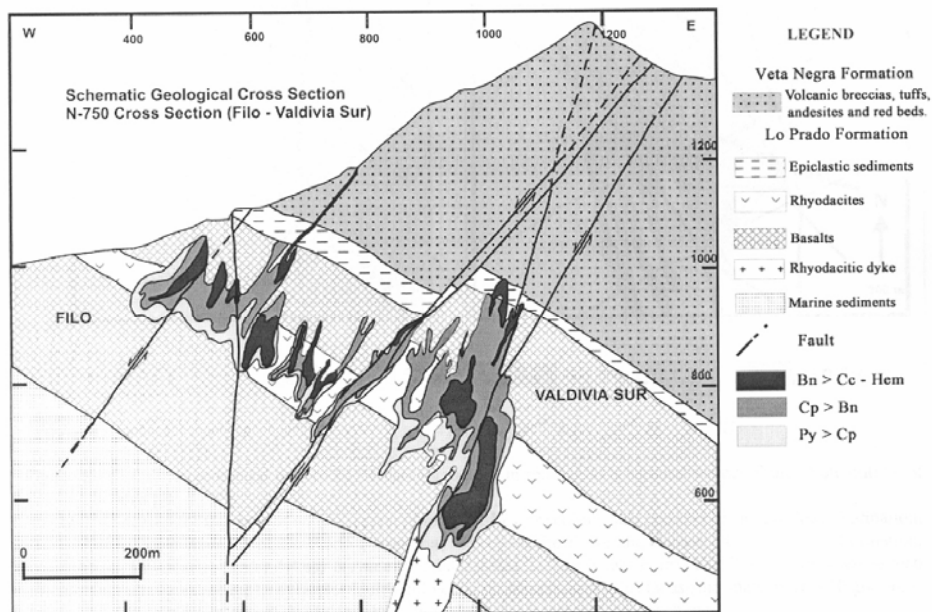 W
400
600
800
1000
1200
E
Schematic Geological Cross Section
N-750 Cross Section (Filo - Valdivia Sur)
1200
1000
FILO
800
VALDIVIA SUR
600
0
200m
LEGEND
Veta Negra Formation
Volcanic breccias, tuffs,
andesites and red beds.
Lo Prado Formation
Epiclastic sediments
Rhyodacites
Basalts
Rhyodacitic dyke
Marine sediments
Fault
Bn > Cc - Hem
Cp > Bn
Py > Cp